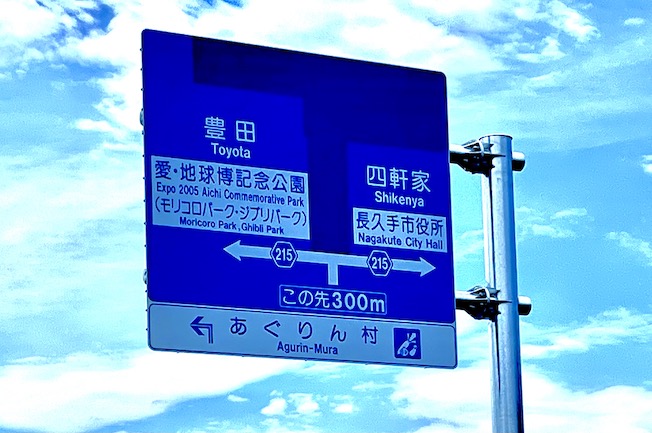 豊田
Toyota
愛・地球博記念公園
Expo 2005 Aichi Commemorative Park
(モリコロパーク・ジブリパーク)
Moricoro Park, Ghibli Park
四軒家
Shikenya
長久手市役所
Nagakute City Hall
215
215
この先300m
あぐりん村
Agurin-Mura